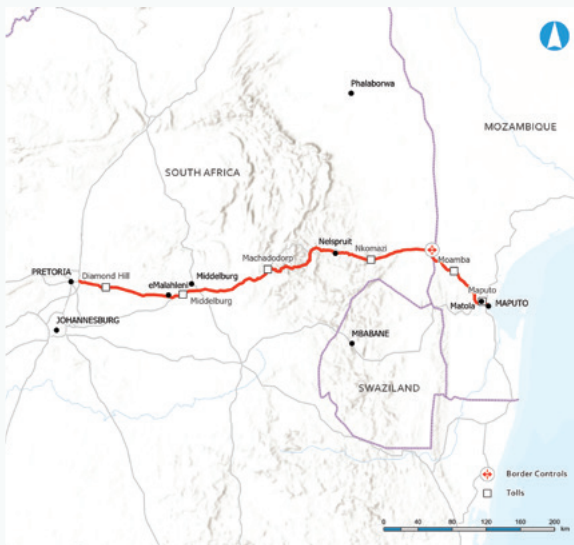 Phalaborwa
MOZAMBIQUE
SOUTH AFRICA
Nelspruit
Nkomazi
Machadodorp
Moamba
PRETORIA
Diamond Hill
eMalahleni
Middelburg
Middelburg
Maputo
Matola
MAPUTO
JOHANNESBURG
MBABANE
SWAZILAND
Border Controls
Tolls
0 40 80 120 160 200
km